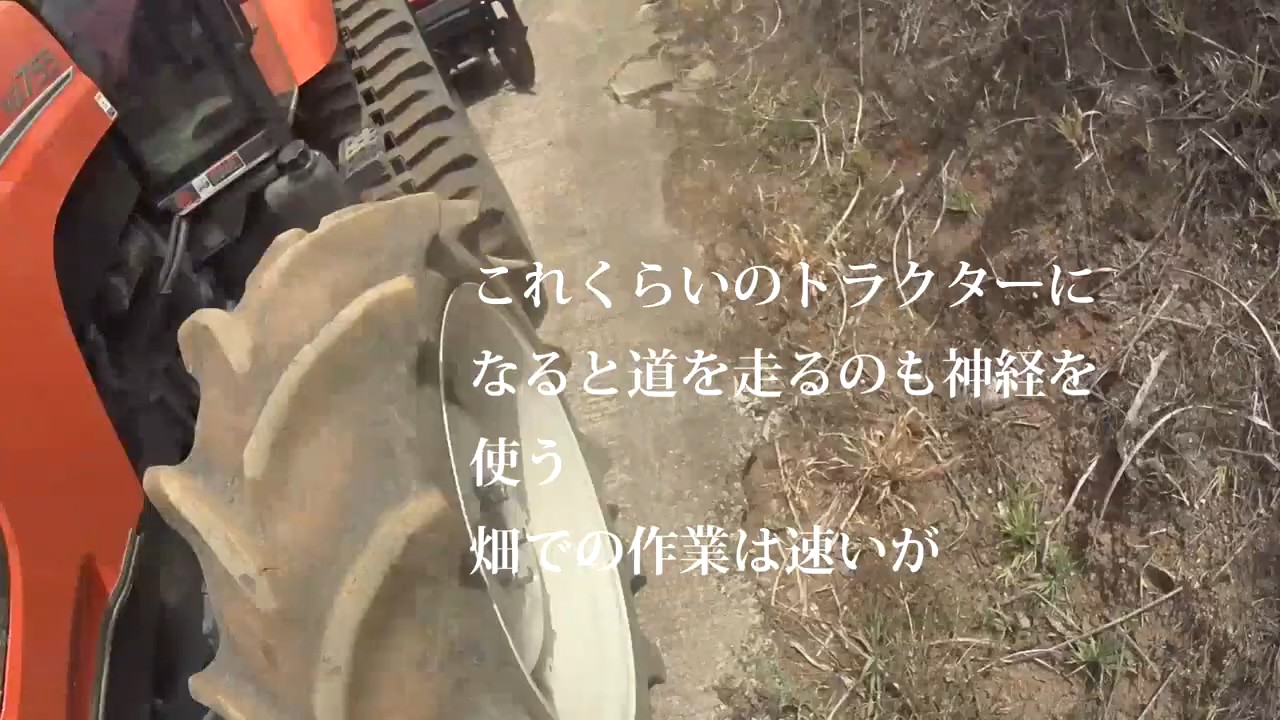 これくらいのトラクターに
なると道を走るのも神経を
使う
畑での作業は速いが